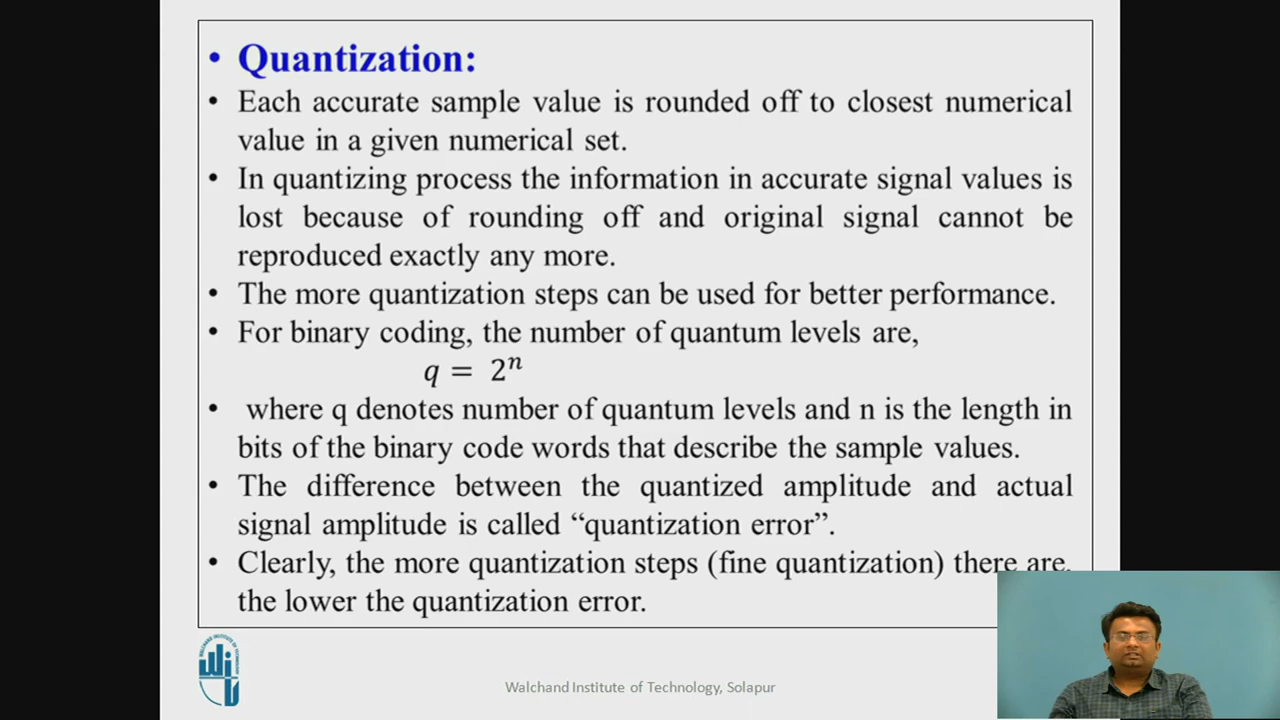 • Quantization:
• Each accurate sample value is rounded off to closest numerical
value in a given numerical set.
• In quantizing process the information in accurate signal values is
lost because of rounding off and original signal cannot be
reproduced exactly any more.
• The more quantization steps can be used for better performance.
• For binary coding, the number of quantum levels are,
q = 2ⁿ
• where q denotes number of quantum levels and n is the length in
bits of the binary code words that describe the sample values.
• The difference between the quantized amplitude and actual
signal amplitude is called “quantization error”.
• Clearly, the more quantization steps (fine quantization) there are,
the lower the quantization error.
Walchand Institute of Technology, Solapur